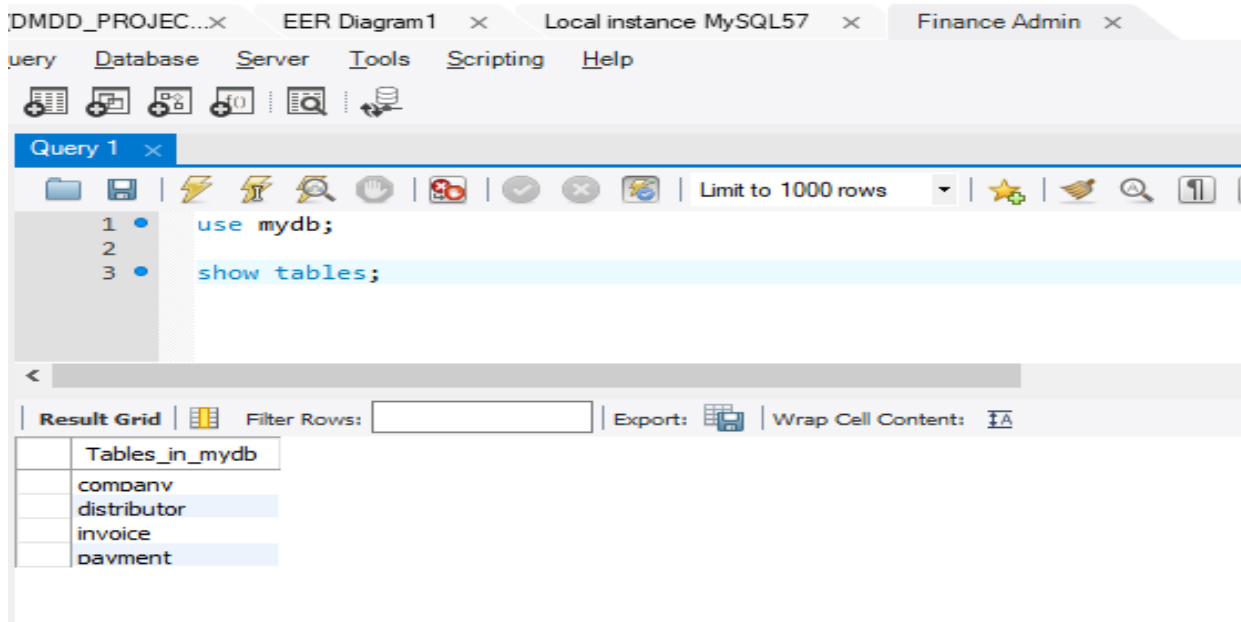 DMDD_PROJEC... EER Diagram1 Local instance MySQL57 Finance Admin
uery Database Server Tools Scripting Help
Query 1
Limit to 1000 rows
1 use mydb;
2
3 show tables;
Result Grid Filter Rows: Export: Wrap Cell Content:
Tables_in_mydb
company
distributor
invoice
payment